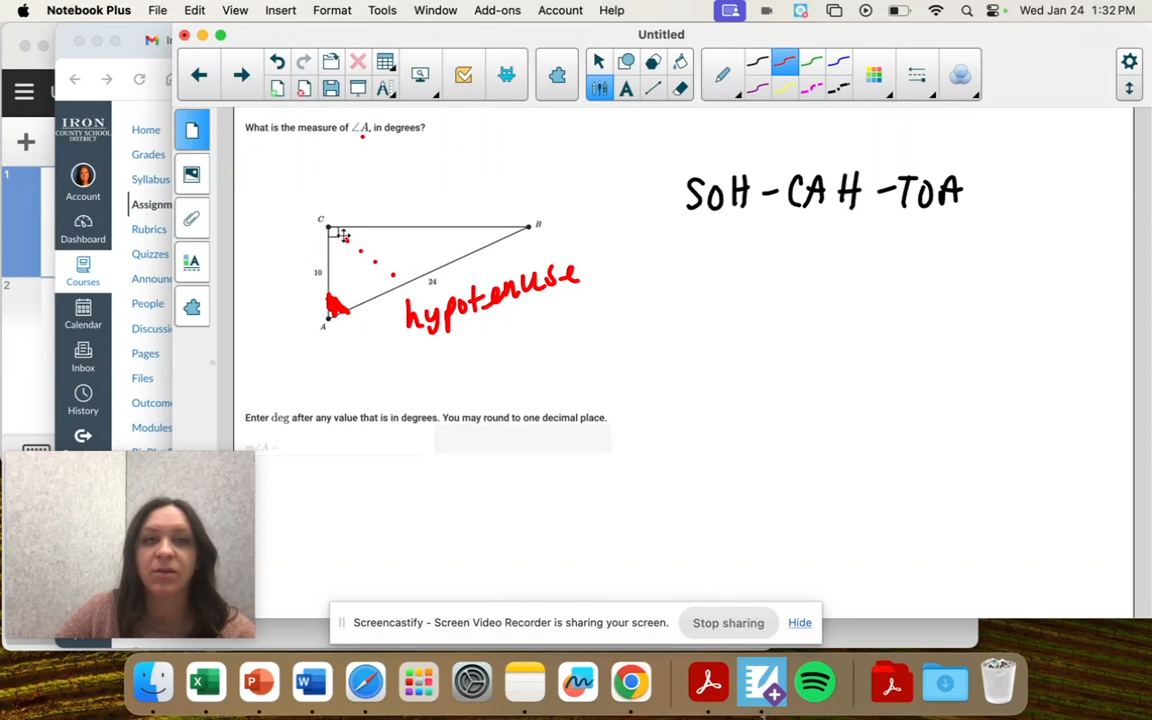 Notebook Plus File Edit View Insert Format Tools Window Add-ons Account Help Wed Jan 24 1:32 PM
Untitled
IRON
COUNTY SCHOOL
DISTRICT
Account
Dashboard
Courses
Calendar
Inbox
History
Home
Grades
Syllabus
Assignm
Rubrics
Quizzes
Files
People
Discussi
Pages
Files
Outcom
Modules
1
2
What is the measure of ∠A, in degrees?
SOH - CAH - TOA
C
B
10
24
hypotenuse
A
Enter deg after any value that is in degrees. You may round to one decimal place.
m∠A =
Screencastify - Screen Video Recorder is sharing your screen. Stop sharing Hide